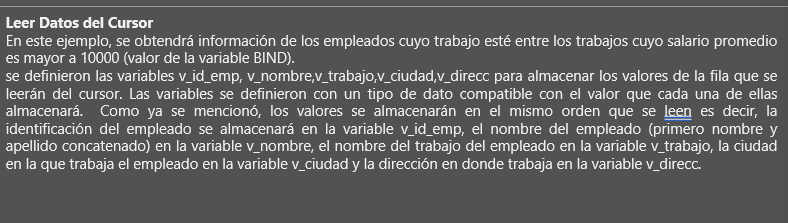 Leer Datos del Cursor
En este ejemplo, se obtendrá información de los empleados cuyo trabajo esté entre los trabajos cuyo salario promedio
es mayor a 10000 (valor de la variable BIND).
se definieron las variables v_id_emp, v_nombre,v_trabajo,v_ciudad,v_direcc para almacenar los valores de la fila que se
leerán del cursor. Las variables se definieron con un tipo de dato compatible con el valor que cada una de ellas
almacenará. Como ya se mencionó, los valores se almacenarán en el mismo orden que se leen es decir, la
identificación del empleado se almacenará en la variable v_id_emp, el nombre del empleado (primero nombre y
apellido concatenado) en la variable v_nombre, el nombre del trabajo del empleado en la variable v_trabajo, la ciudad
en la que trabaja el empleado en la variable v_ciudad y la dirección en donde trabaja en la variable v_direcc.